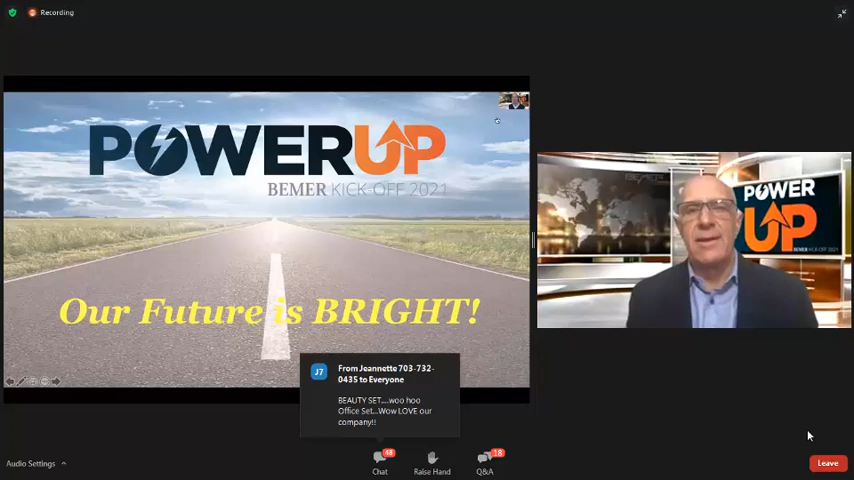 Recording
POWERUP
BEMER KICK-OFF 2021
Our Future is BRIGHT!
POWER
UP
BEMER KICK-OFF 2021
J7
From Jeannette 703-732-
0435 to Everyone
BEAUTY SET....woo hoo
Office Set...Wow LOVE our
company!!
48
18
Audio Settings
Chat
Raise Hand
Q&A
Leave